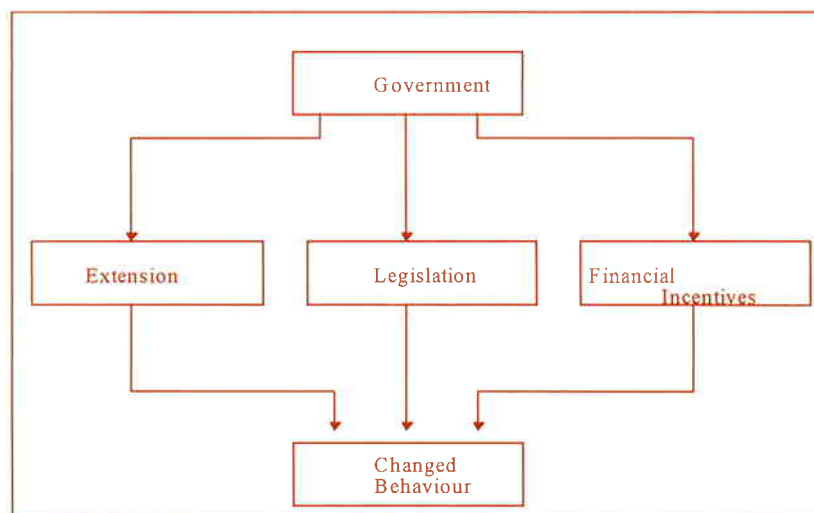 Government
Extension
Legislation
Financial
Incentives
Changed
Behaviour